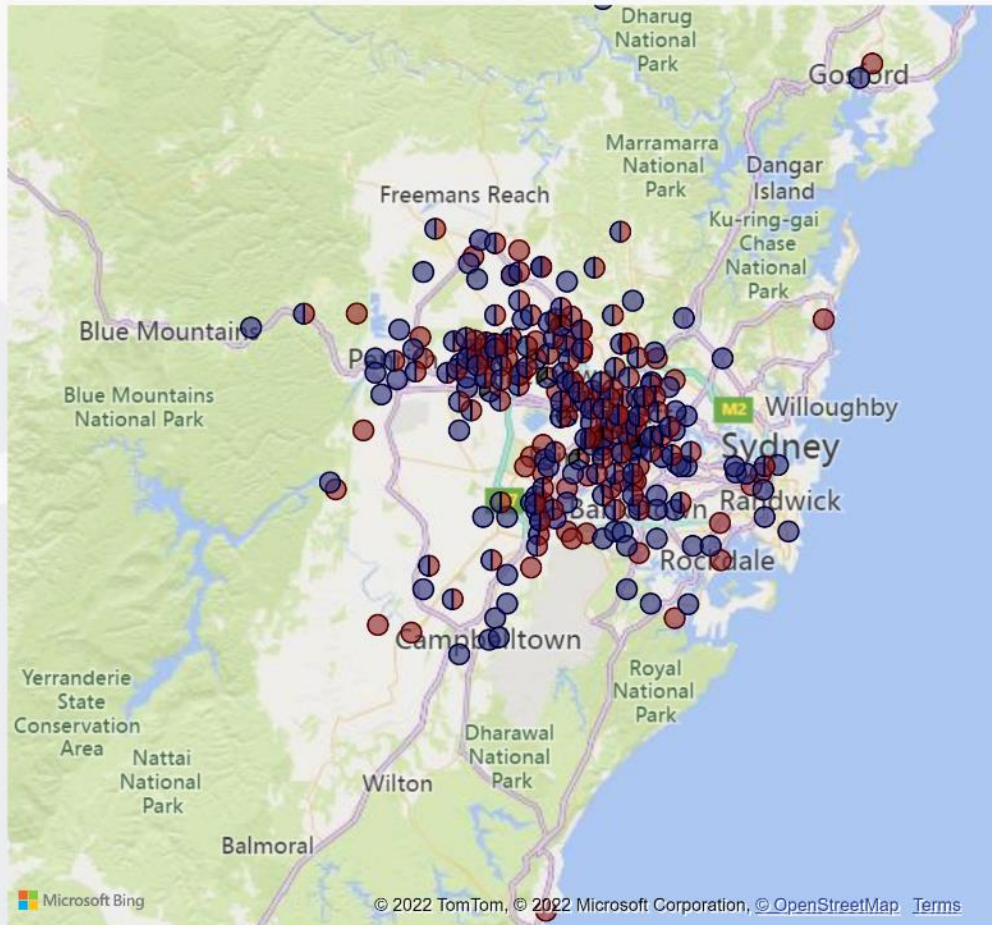 Dharug
National
Park
Gosford
Marramarra
National
Park
Dangar
Island
Freemans Reach
Ku-ring-gai
Chase
National
Park
Blue Mountains
Blue Mountains
National Park
M2
Willoughby
Sydney
Randwick
Rockdale
Campbelltown
Yerranderie
State
Conservation
Area
Royal
National
Park
Nattai
National
Park
Dharawal
National
Park
Wilton
Balmoral
Microsoft Bing
© 2022 TomTom, © 2022 Microsoft Corporation, © OpenStreetMap Terms